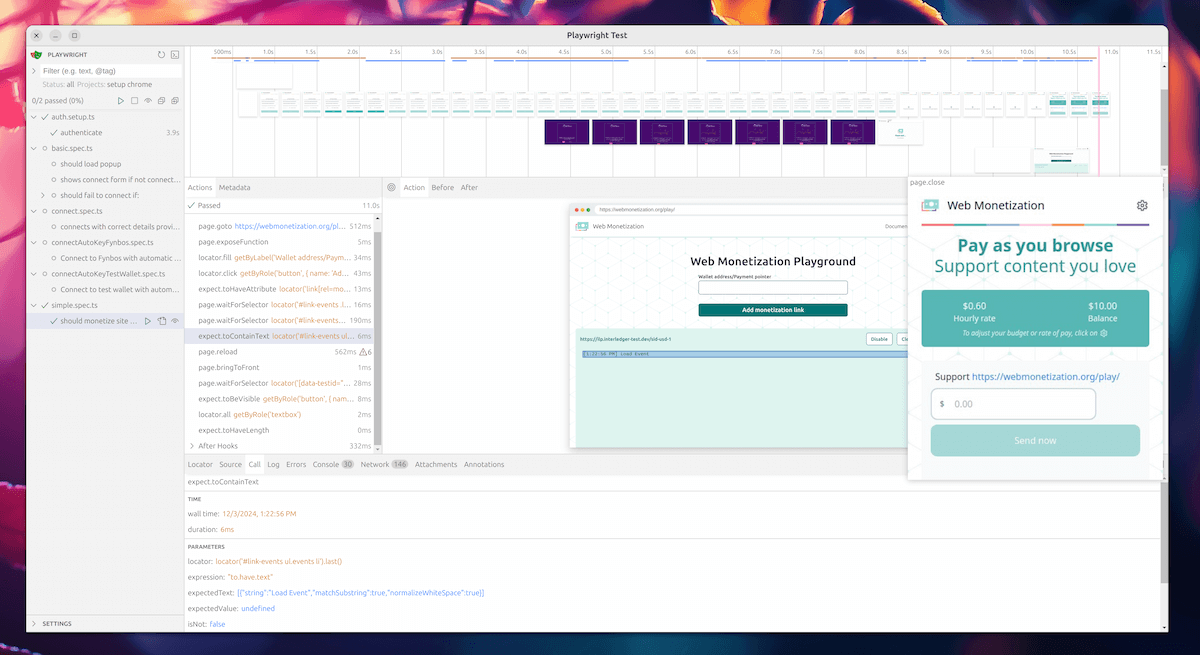 Playwright Test
PLAYWRIGHT
Filter (e.g. text, @tag)
Status: all Projects: setup chrome
0/2 passed (0%)
auth.setup.ts
authenticate 3.9s
basic.spec.ts
should load popup
shows connect form if not connect...
should fail to connect if:
connect.spec.ts
connects with correct details provi...
connectAutoKeyFynbos.spec.ts
Connect to Fynbos with automatic ...
connectAutoKeyTestWallet.spec.ts
Connect to test wallet with autom...
simple.spec.ts
should monetize site ...
SETTINGS
500ms 1.0s 1.5s 2.0s 2.5s 3.0s 3.5s 4.0s 4.5s 5.0s 5.5s 6.0s 6.5s 7.0s 7.5s 8.0s 8.5s 9.0s 9.5s 10.0s 10.5s 11.0s 11.5s
Actions Metadata
Passed 11.0s
page.goto https://webmonetization.org/pl... 512ms
page.exposeFunction 5ms
locator.fill getByLabel('Wallet address/Paym... 34ms
locator.click getByRole('button', { name: 'Ad... 43ms
expect.toHaveAttribute locator('link[rel=mo... 13ms
page.waitForSelector locator('#link-events .l... 16ms
page.waitForSelector locator('#link-events... 190ms
expect.toContainText locator('#link-events ul... 6ms
page.reload 562ms 6
page.bringToFront 1ms
page.waitForSelector locator('[data-testid="... 28ms
expect.toBeVisible getByRole('button', { nam... 8ms
locator.all getByRole('textbox') 2ms
expect.toHaveLength 0ms
After Hooks 332ms
Action Before After
https://webmonetization.org/play/
Web Monetization
Documen
Web Monetization Playground
Wallet address/Payment pointer
Add monetization link
https://ilp.interledger-test.dev/sid-usd-1
Disable
[1:22:56 PM] Load Event
page.close
Web Monetization
Pay as you browse
Support content you love
$0.60 $10.00
Hourly rate Balance
To adjust your budget or rate of pay, click on
Support https://webmonetization.org/play/
$ 0.00
Send now
Locator Source Call Log Errors Console 30 Network 146 Attachments Annotations
expect.toContainText
TIME
wall time: 12/3/2024, 1:22:56 PM
duration: 6ms
PARAMETERS
locator: locator('#link-events ul.events li').last()
expression: "to.have.text"
expectedText: [{"string":"Load Event","matchSubstring":true,"normalizeWhiteSpace":true}]
expectedValue: undefined
isNot: false